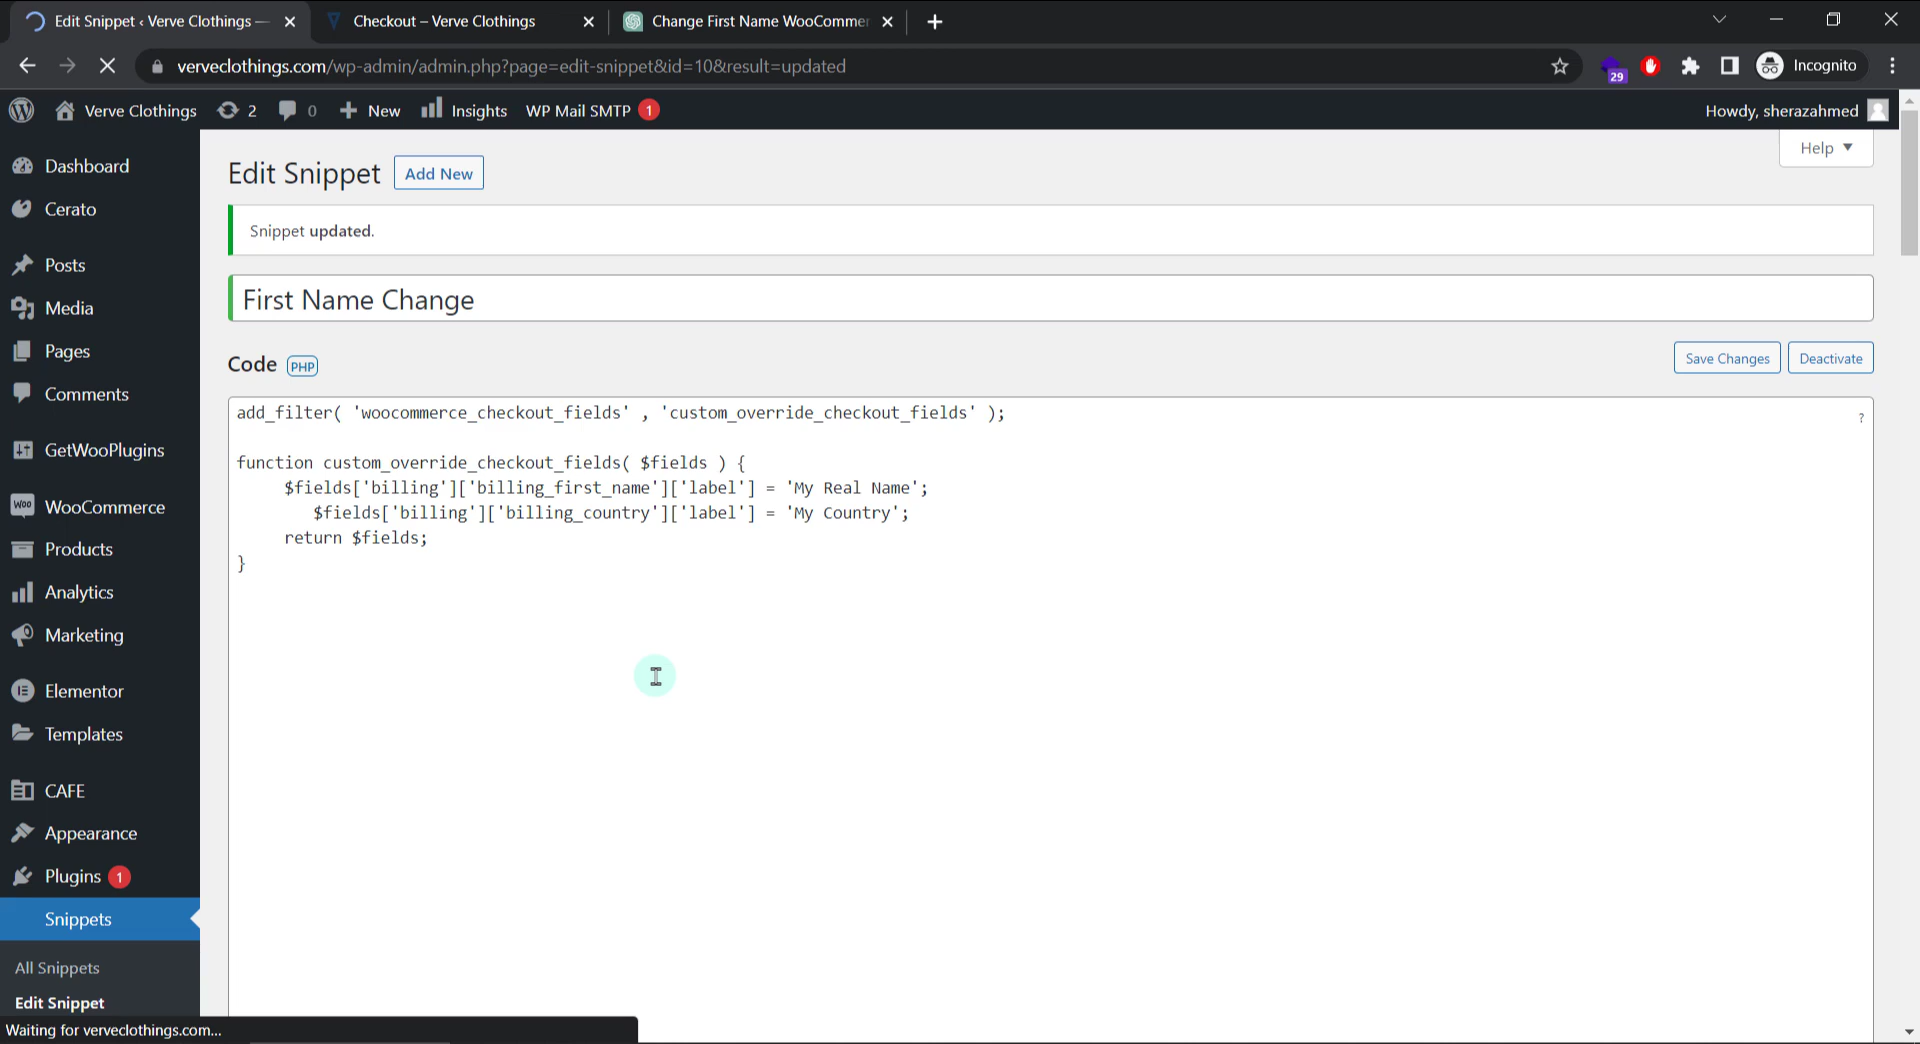 Edit Snippet ‹ Verve Clothings —
Checkout – Verve Clothings
Change First Name WooCommer
verveclothings.com/wp-admin/admin.php?page=edit-snippet&id=10&result=updated
29
Incognito
Verve Clothings
2
0
New
Insights
WP Mail SMTP 1
Howdy, sherazahmed
Dashboard
Cerato
Posts
Media
Pages
Comments
GetWooPlugins
Woo WooCommerce
Products
Analytics
Marketing
Elementor
Templates
CAFE
Appearance
Plugins 1
Snippets
All Snippets
Edit Snippet
Waiting for verveclothings.com...
Help
Edit Snippet Add New
Snippet updated.
First Name Change
Code PHP
Save Changes Deactivate
add_filter( 'woocommerce_checkout_fields' , 'custom_override_checkout_fields' );
?
function custom_override_checkout_fields( $fields ) {
$fields['billing']['billing_first_name']['label'] = 'My Real Name';
$fields['billing']['billing_country']['label'] = 'My Country';
return $fields;
}